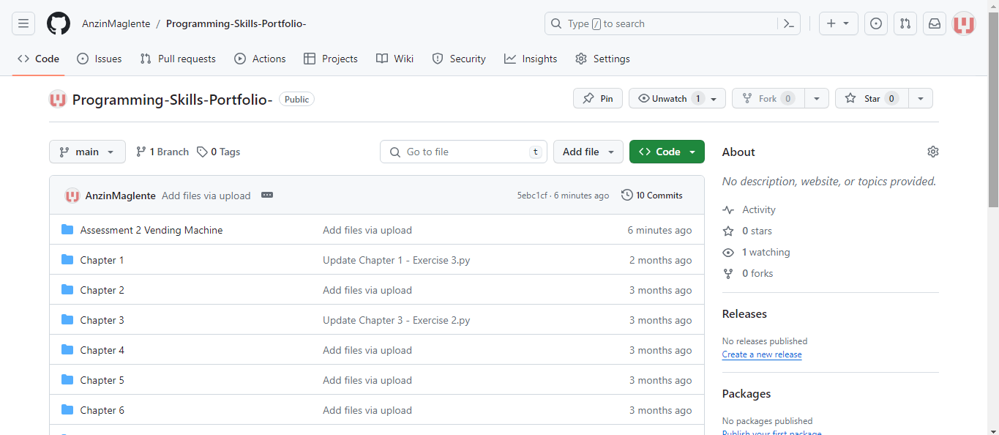 AnzinMaglente / Programming-Skills-Portfolio-
Type / to search
Code Issues Pull requests Actions Projects Wiki Security Insights Settings
Programming-Skills-Portfolio- Public
Pin Unwatch 1 Fork 0 Star 0
main 1 Branch 0 Tags Go to file t Add file Code
AnzinMaglente Add files via upload 5ebc1cf · 6 minutes ago 10 Commits
Assessment 2 Vending Machine Add files via upload 6 minutes ago
Chapter 1 Update Chapter 1 - Exercise 3.py 2 months ago
Chapter 2 Add files via upload 3 months ago
Chapter 3 Update Chapter 3 - Exercise 2.py 3 months ago
Chapter 4 Add files via upload 3 months ago
Chapter 5 Add files via upload 3 months ago
Chapter 6 Add files via upload 3 months ago
About
No description, website, or topics provided.
Activity
0 stars
1 watching
0 forks
Releases
No releases published
Create a new release
Packages
No packages published
Publish your first package